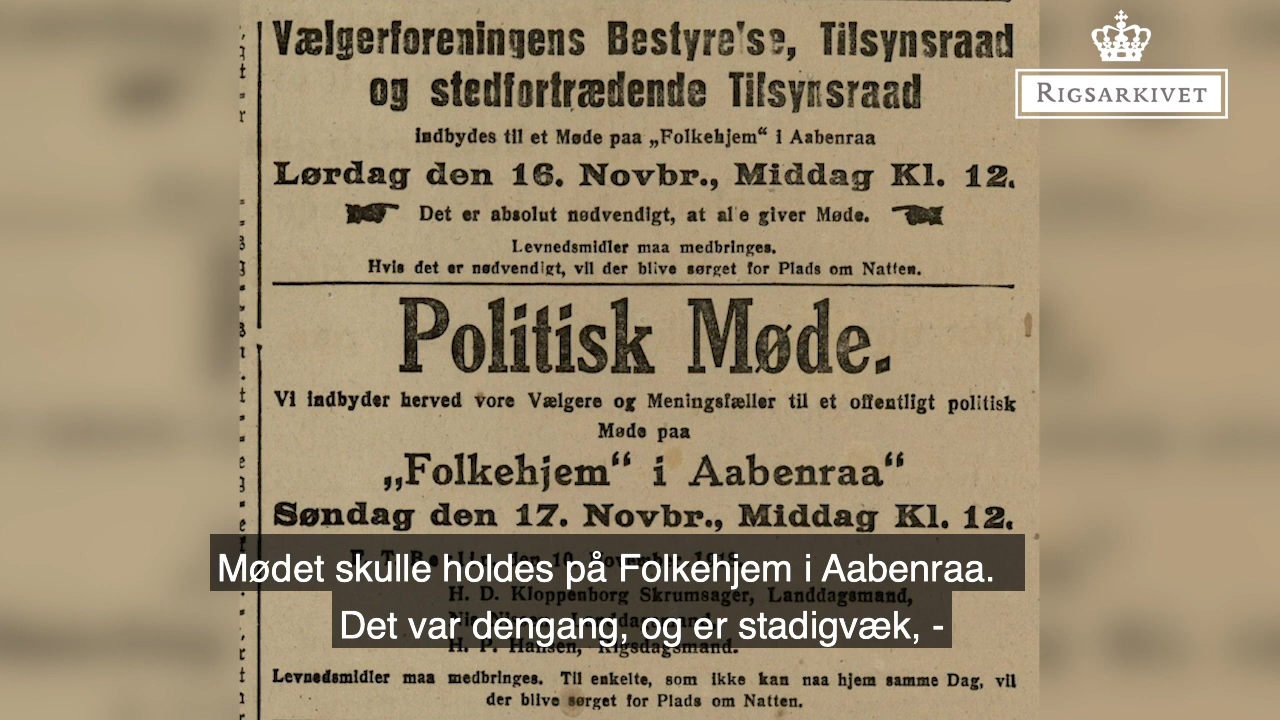 Vælgerforeningens Bestyrelse, Tilsynsraad
og stedfortrædende Tilsynsraad
indbydes til et Møde paa „Folkehjem“ i Aabenraa
Lørdag den 16. Novbr., Middag Kl. 12.
Det er absolut nødvendigt, at alle giver Møde.
Levnedsmidler maa medbringes.
Hvis det er nødvendigt, vil der blive sørget for Plads om Natten.
RIGSARKIVET
Politisk Møde.
Vi indbyder herved vore Vælgere og Meningsfæller til et offentligt politisk
Møde paa
„Folkehjem“ i Aabenraa“
Søndag den 17. Novbr., Middag Kl. 12.
Mødet skulle holdes på Folkehjem i Aabenraa.
H. D. Kloppenborg Skrumsager, Landdagsmand,
Det var dengang, og er stadigvæk, -
H. P. Hansen, Rigsdagsmand.
Levnedsmidler maa medbringes. Til enkelte, som ikke kan naa hjem samme Dag, vil
der blive sørget for Plads om Natten.